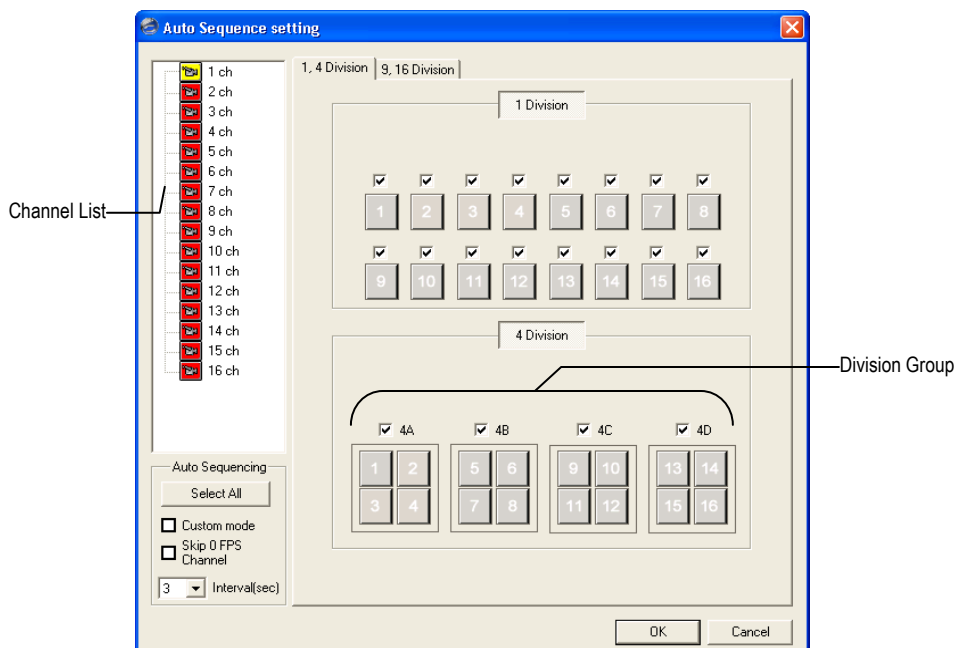 Auto Sequence setting
Channel List
1 ch
2 ch
3 ch
4 ch
5 ch
6 ch
7 ch
8 ch
9 ch
10 ch
11 ch
12 ch
13 ch
14 ch
15 ch
16 ch
Auto Sequencing
Select All
Custom mode
Skip 0 FPS
Channel
3 Interval(sec)
1, 4 Division 9, 16 Division
1 Division
1 2 3 4 5 6 7 8
9 10 11 12 13 14 15 16
4 Division
Division Group
4A 4B 4C 4D
1 2 5 6 9 10 13 14
3 4 7 8 11 12 15 16
OK Cancel